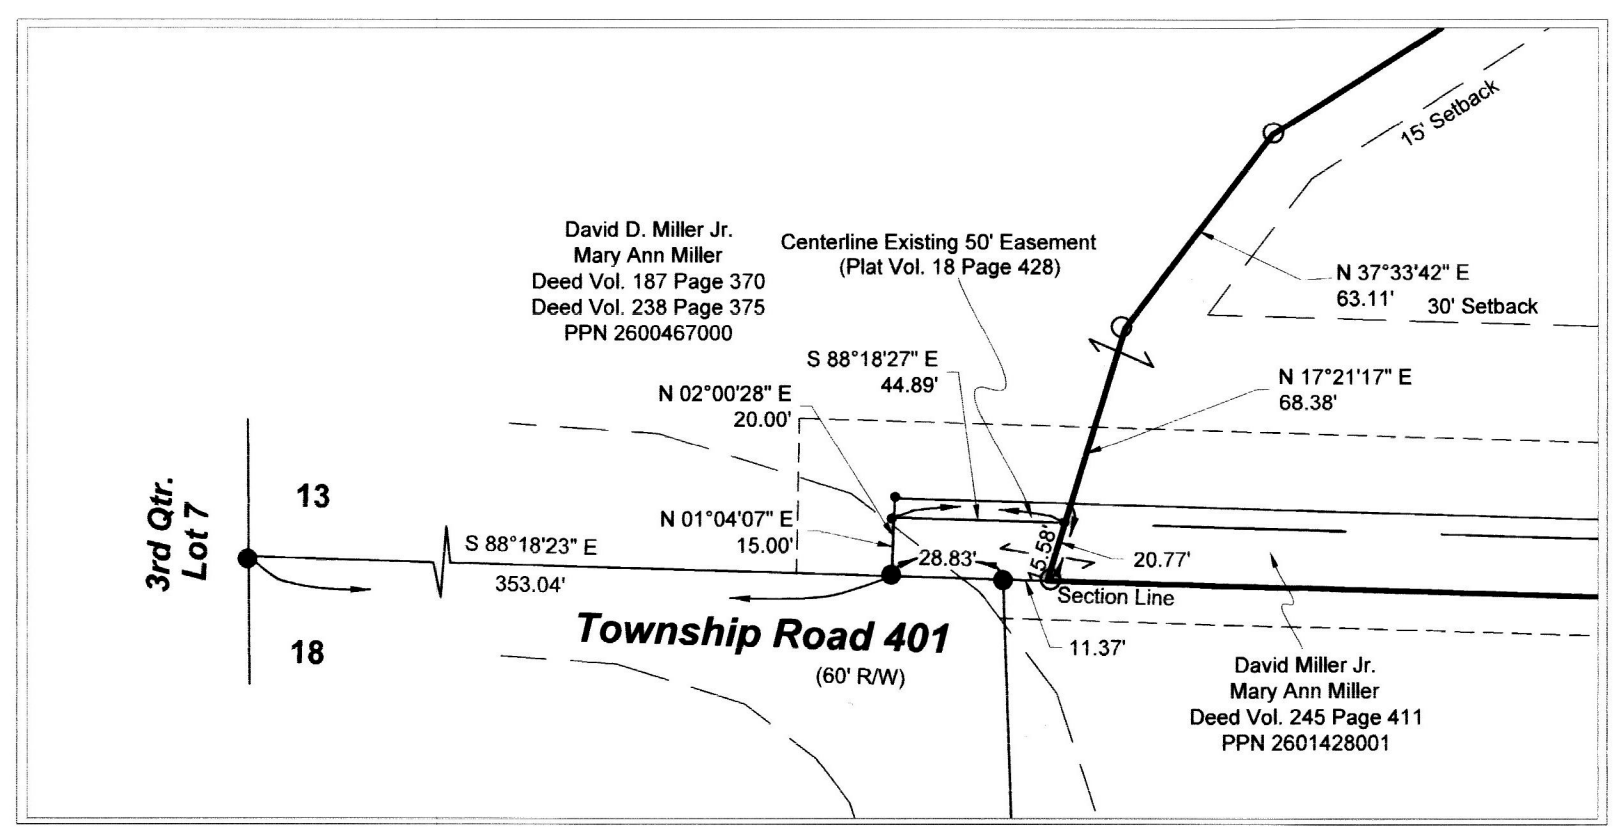 15' Setback
David D. Miller Jr.
Mary Ann Miller
Deed Vol. 187 Page 370
Deed Vol. 238 Page 375
PPN 2600467000
Centerline Existing 50' Easement
(Plat Vol. 18 Page 428)
N 37°33'42" E
63.11'
30' Setback
S 88°18'27" E
44.89'
N 17°21'17" E
68.38'
N 02°00'28" E
20.00'
3rd Qtr.
Lot 7
13
18
N 01°04'07" E
15.00'
S 88°18'23" E
353.04'
28.83'
15.58'
20.77'
Section Line
11.37'
Township Road 401
(60' R/W)
David Miller Jr.
Mary Ann Miller
Deed Vol. 245 Page 411
PPN 2601428001